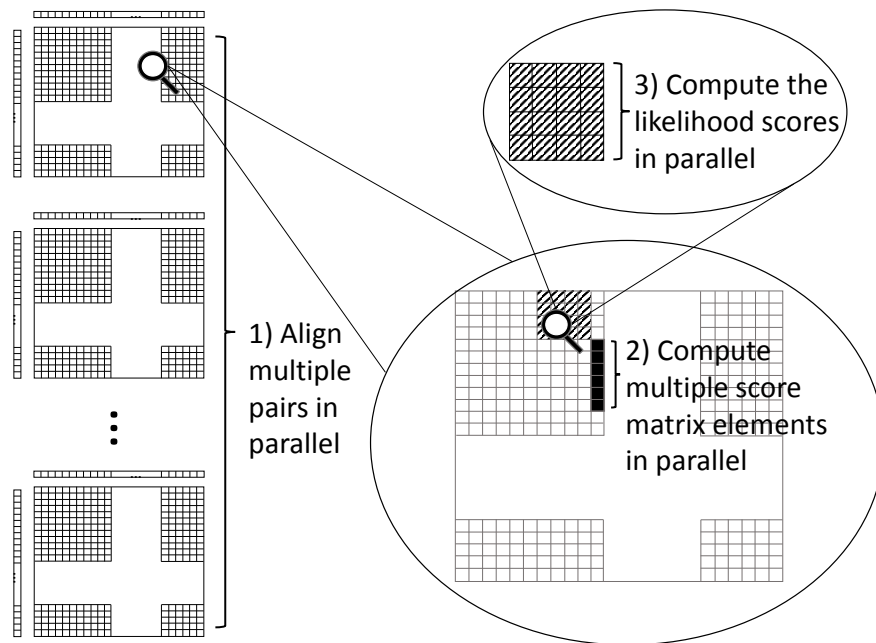 1) Align
multiple
pairs in
parallel
2) Compute
multiple score
matrix elements
in parallel
3) Compute the
likelihood scores
in parallel